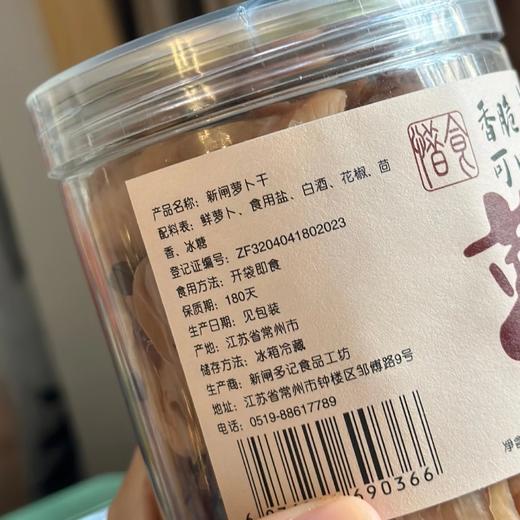 产品名称：新闸萝卜干
配料表：鲜萝卜、食用盐、白酒、花椒、茴
香、冰糖
登记证编号：ZF3204041802023
食用方法：开袋即食
保质期：180天
生产日期：见包装
产地：江苏省常州市
储存方法：冰箱冷藏
生产商：新闸多记食品工坊
地址：江苏省常州市钟楼区邹傅路9号
电话：0519-88617789
690366
香脆
可
净含